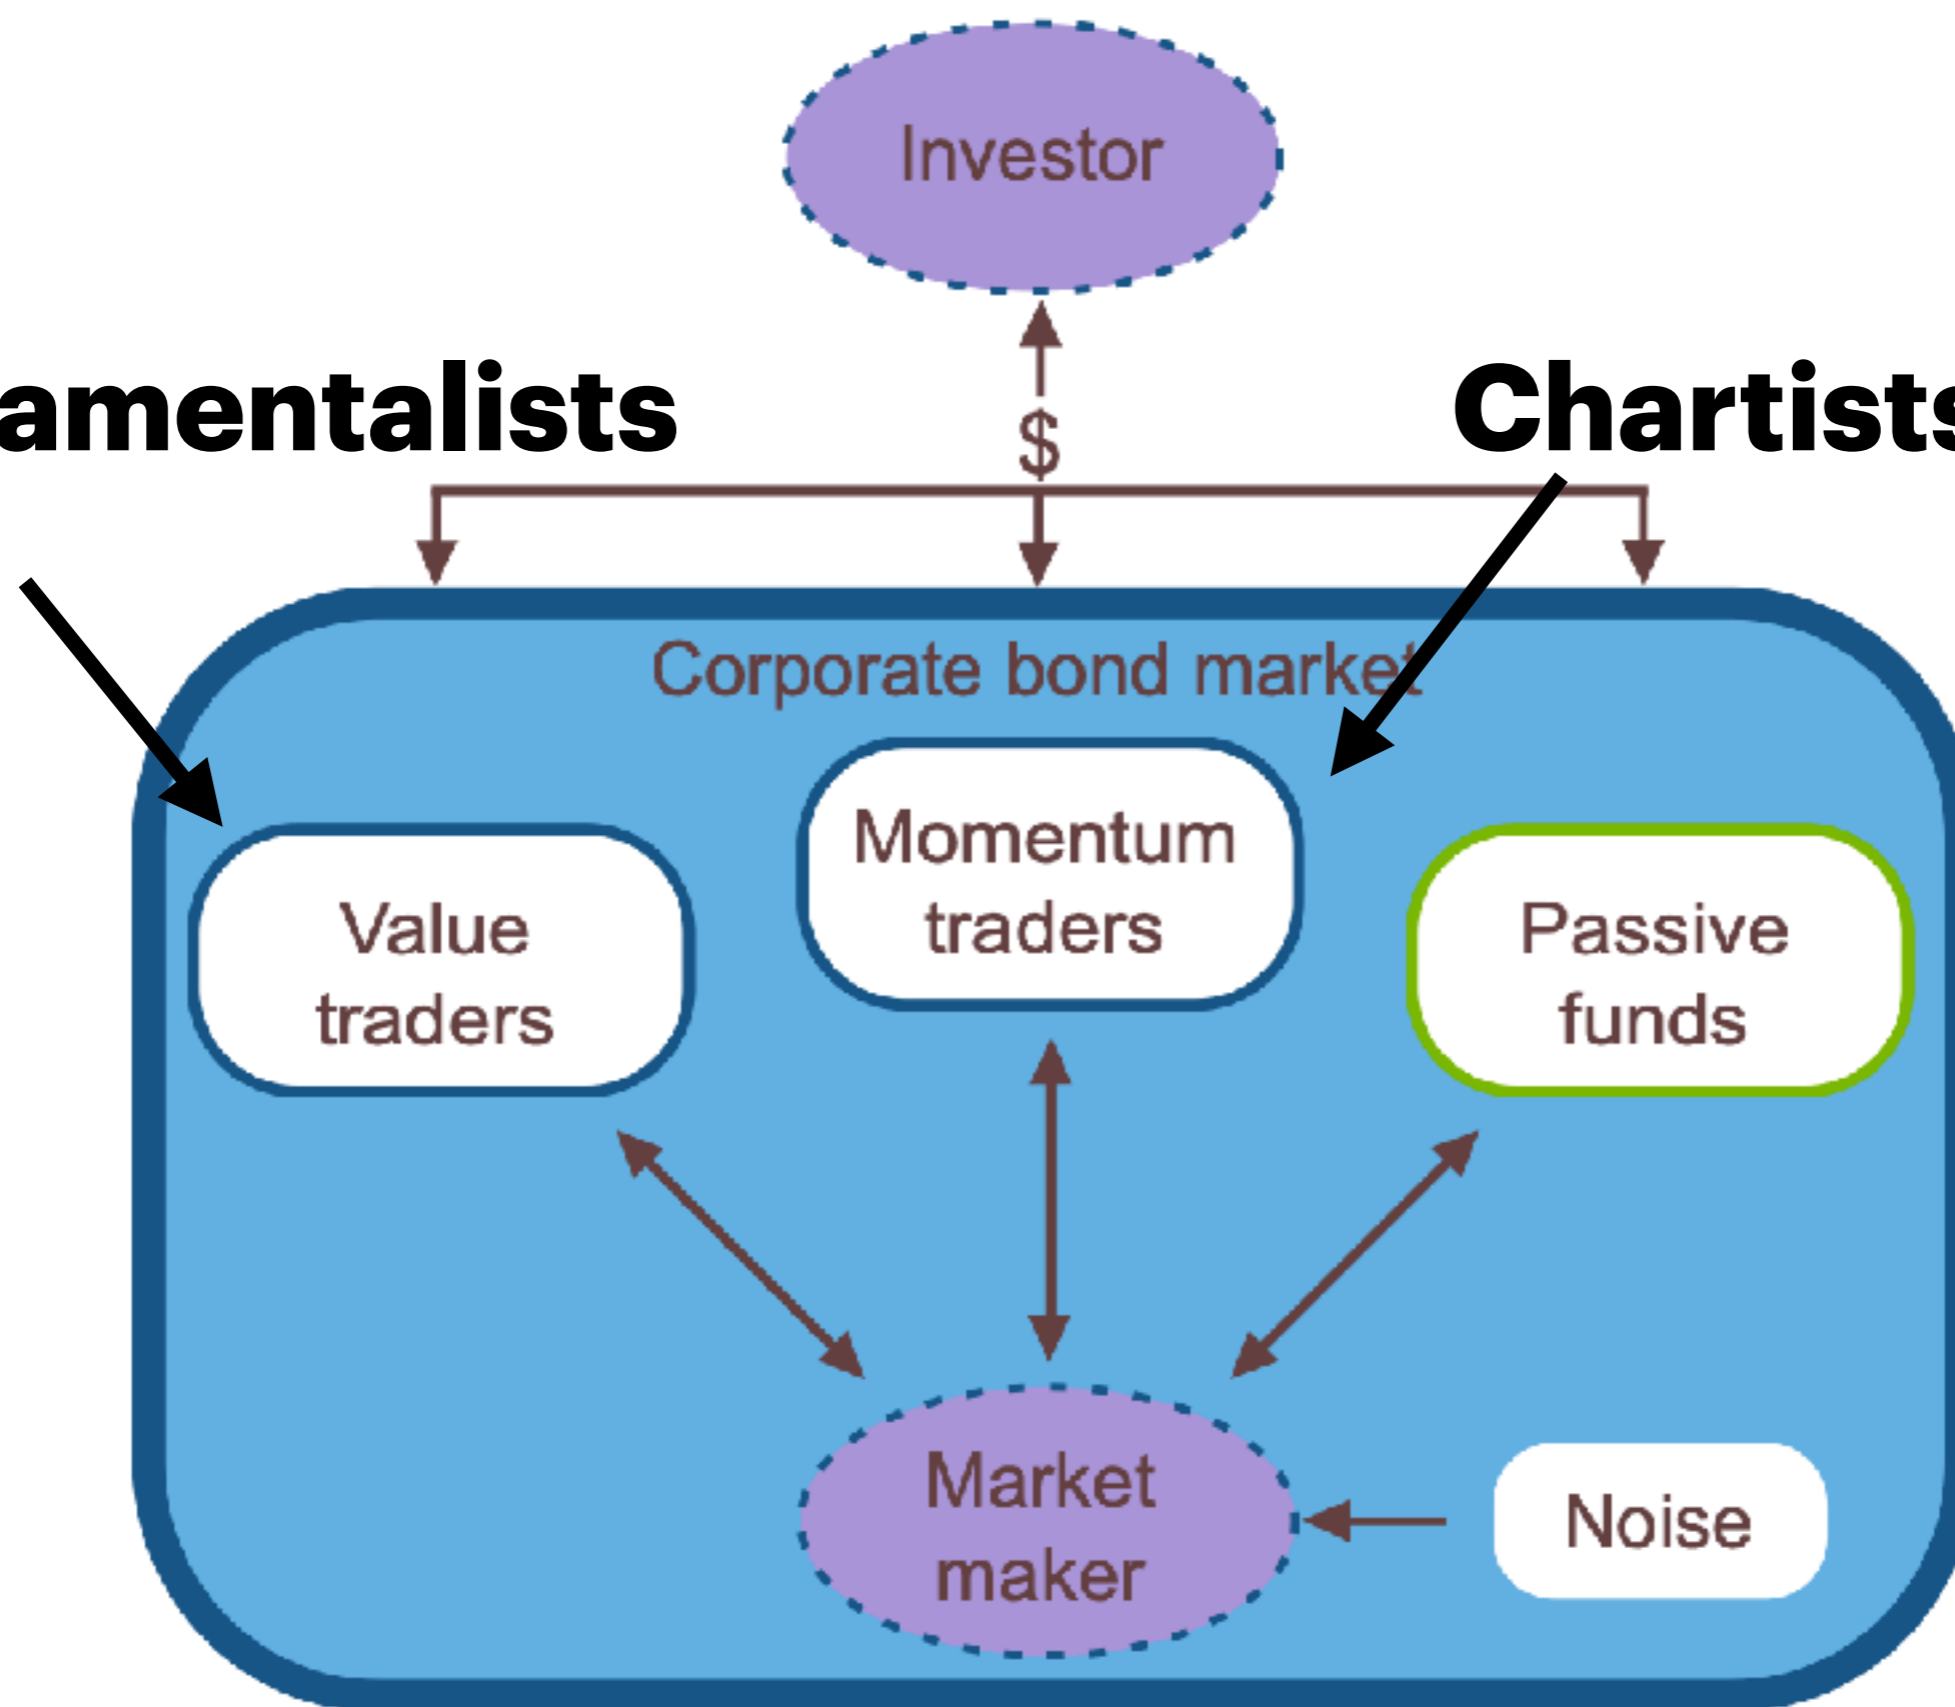 Investor
amentalists
Chartists
$
Corporate bond market
Momentum
traders
Value
traders
Passive
funds
Market
maker
Noise